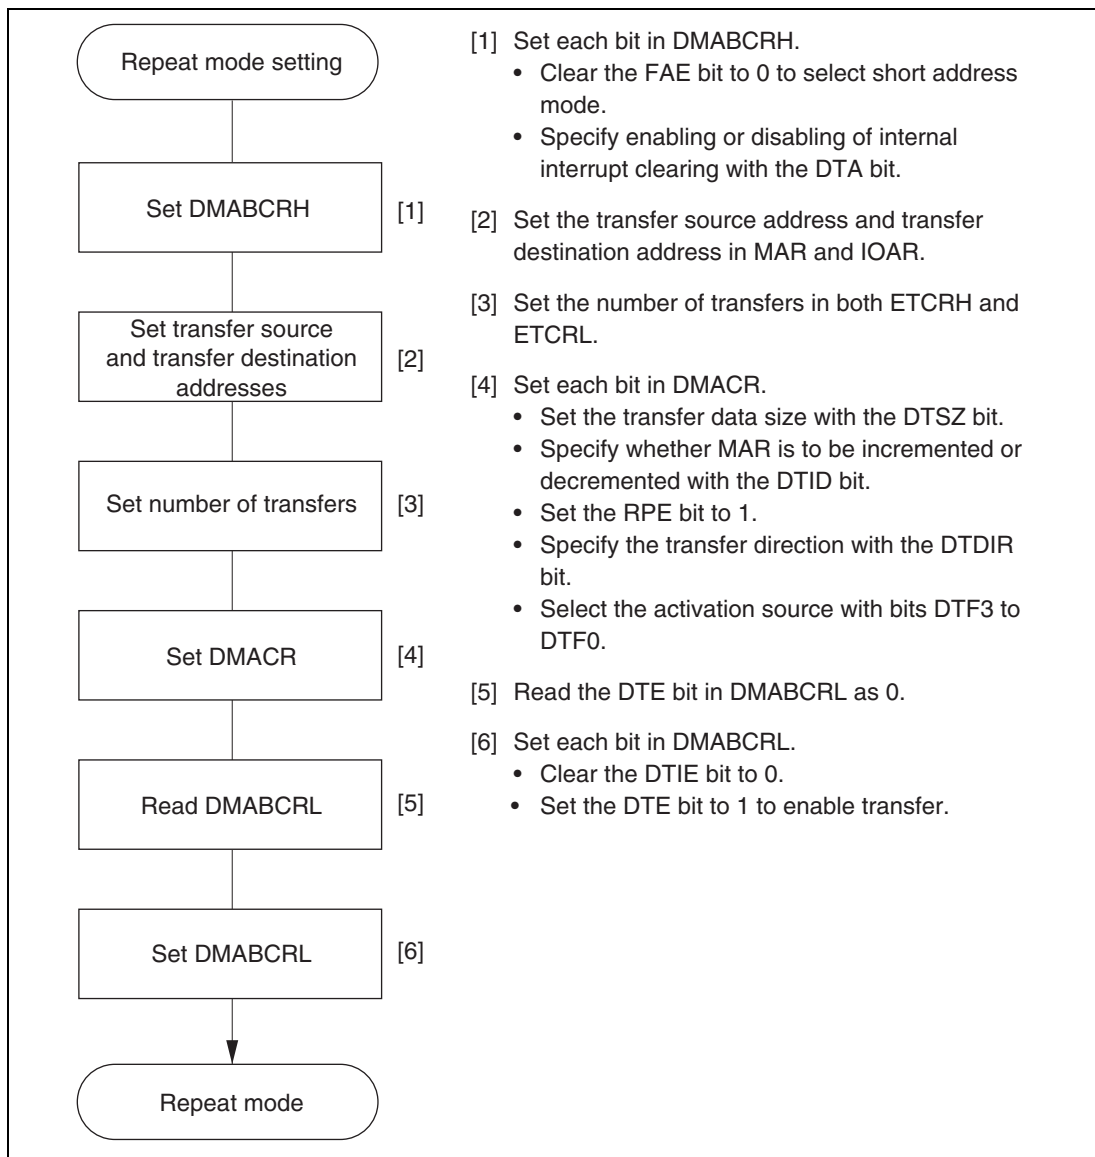 Repeat mode setting
Set DMABCRH
[1]
Set transfer source
and transfer destination
addresses
[2]
Set number of transfers
[3]
Set DMACR
[4]
Read DMABCRL
[5]
Set DMABCRL
[6]
Repeat mode
[1] Set each bit in DMABCRH.
• Clear the FAE bit to 0 to select short address
mode.
• Specify enabling or disabling of internal
interrupt clearing with the DTA bit.
[2] Set the transfer source address and transfer
destination address in MAR and IOAR.
[3] Set the number of transfers in both ETCRH and
ETCRL.
[4] Set each bit in DMACR.
• Set the transfer data size with the DTSZ bit.
• Specify whether MAR is to be incremented or
decremented with the DTID bit.
• Set the RPE bit to 1.
• Specify the transfer direction with the DTDIR
bit.
• Select the activation source with bits DTF3 to
DTF0.
[5] Read the DTE bit in DMABCRL as 0.
[6] Set each bit in DMABCRL.
• Clear the DTIE bit to 0.
• Set the DTE bit to 1 to enable transfer.